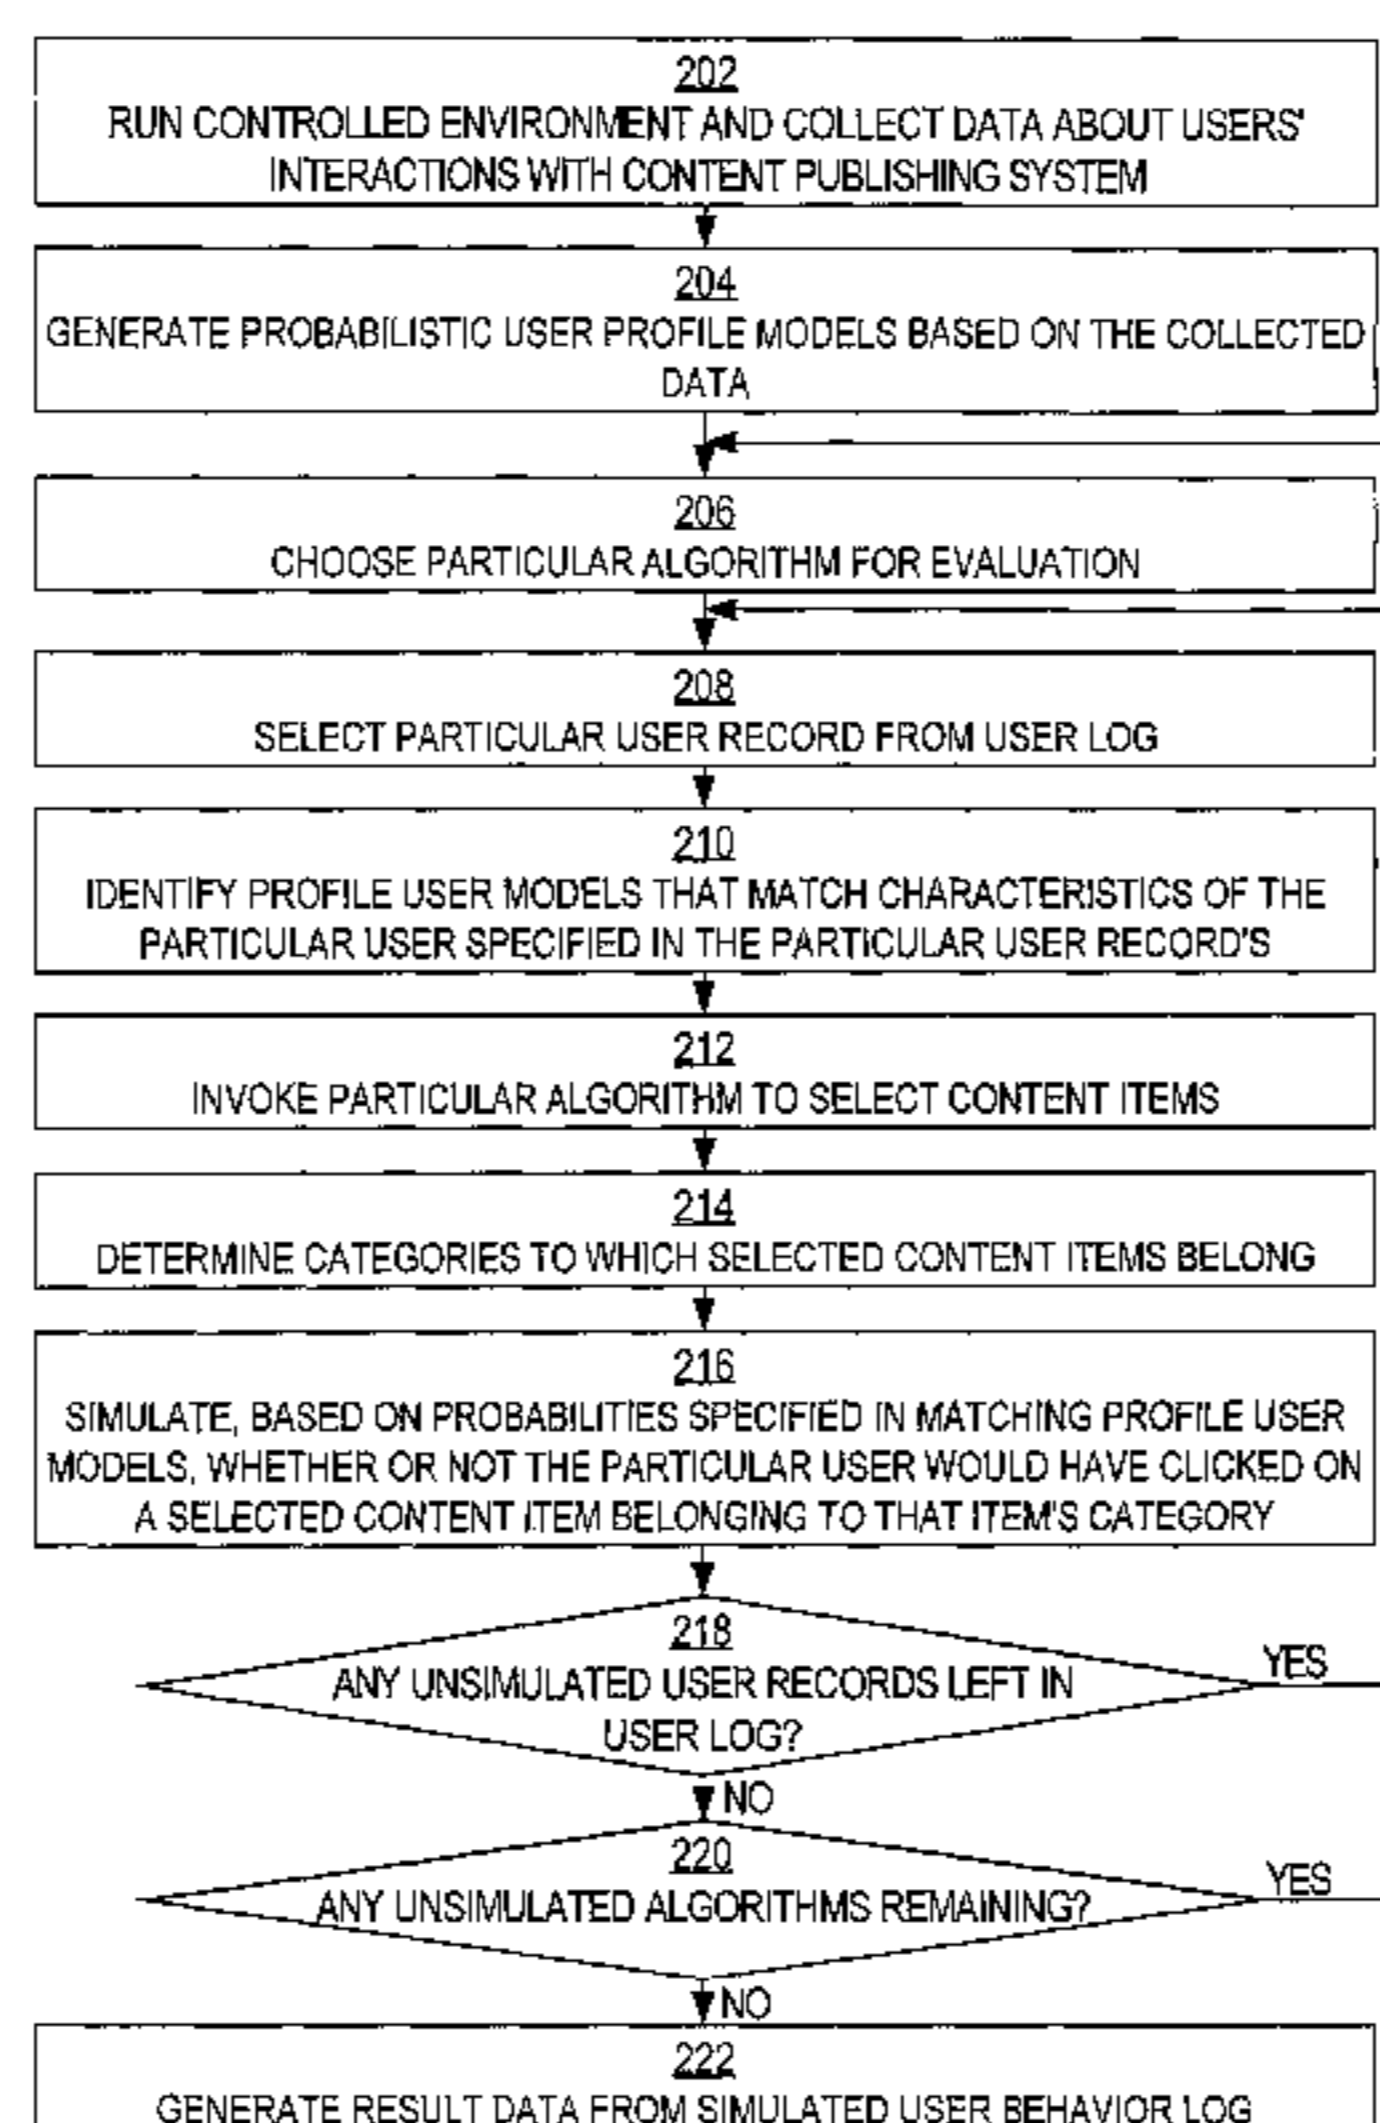 202
RUN CONTROLLED ENVIRONMENT AND COLLECT DATA ABOUT USERS'
INTERACTIONS WITH CONTENT PUBLISHING SYSTEM
204
GENERATE PROBABILISTIC USER PROFILE MODELS BASED ON THE COLLECTED
DATA
206
CHOOSE PARTICULAR ALGORITHM FOR EVALUATION
208
SELECT PARTICULAR USER RECORD FROM USER LOG
210
IDENTIFY PROFILE USER MODELS THAT MATCH CHARACTERISTICS OF THE
PARTICULAR USER SPECIFIED IN THE PARTICULAR USER RECORD'S
212
INVOKE PARTICULAR ALGORITHM TO SELECT CONTENT ITEMS
214
DETERMINE CATEGORIES TO WHICH SELECTED CONTENT ITEMS BELONG
216
SIMULATE, BASED ON PROBABILITIES SPECIFIED IN MATCHING PROFILE USER
MODELS, WHETHER OR NOT THE PARTICULAR USER WOULD HAVE CLICKED ON
A SELECTED CONTENT ITEM BELONGING TO THAT ITEM'S CATEGORY
218
ANY UNSIMULATED USER RECORDS LEFT IN
USER LOG?
YES
NO
220
ANY UNSIMULATED ALGORITHMS REMAINING?
YES
NO
222
GENERATE RESULT DATA FROM SIMULATED USER BEHAVIOR LOG